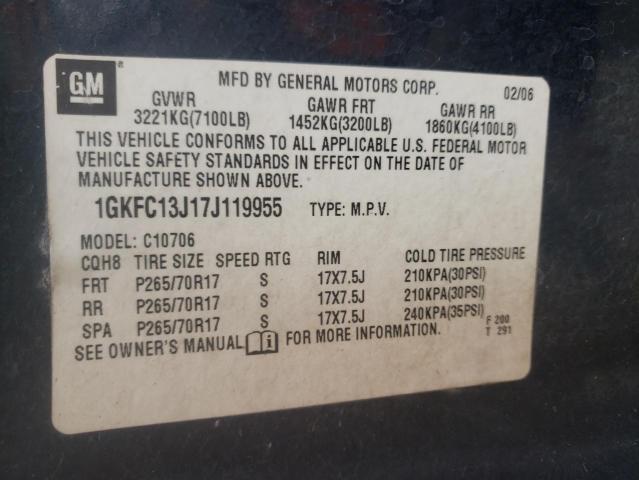 GM ®
MFD BY GENERAL MOTORS CORP. 02/06
GVWR GAWR FRT GAWR RR
3221KG(7100LB) 1452KG(3200LB) 1860KG(4100LB)
THIS VEHICLE CONFORMS TO ALL APPLICABLE U.S. FEDERAL MOTOR
VEHICLE SAFETY STANDARDS IN EFFECT ON THE DATE OF
MANUFACTURE SHOWN ABOVE.
1GKFC13J17J119955 TYPE: M.P.V.
MODEL: C10706
CQH8 TIRE SIZE SPEED RTG RIM COLD TIRE PRESSURE
FRT P265/70R17 S 17X7.5J 210KPA(30PSI)
RR P265/70R17 S 17X7.5J 210KPA(30PSI)
SPA P265/70R17 S 17X7.5J 240KPA(35PSI) F 200
SEE OWNER'S MANUAL i FOR MORE INFORMATION. T 291